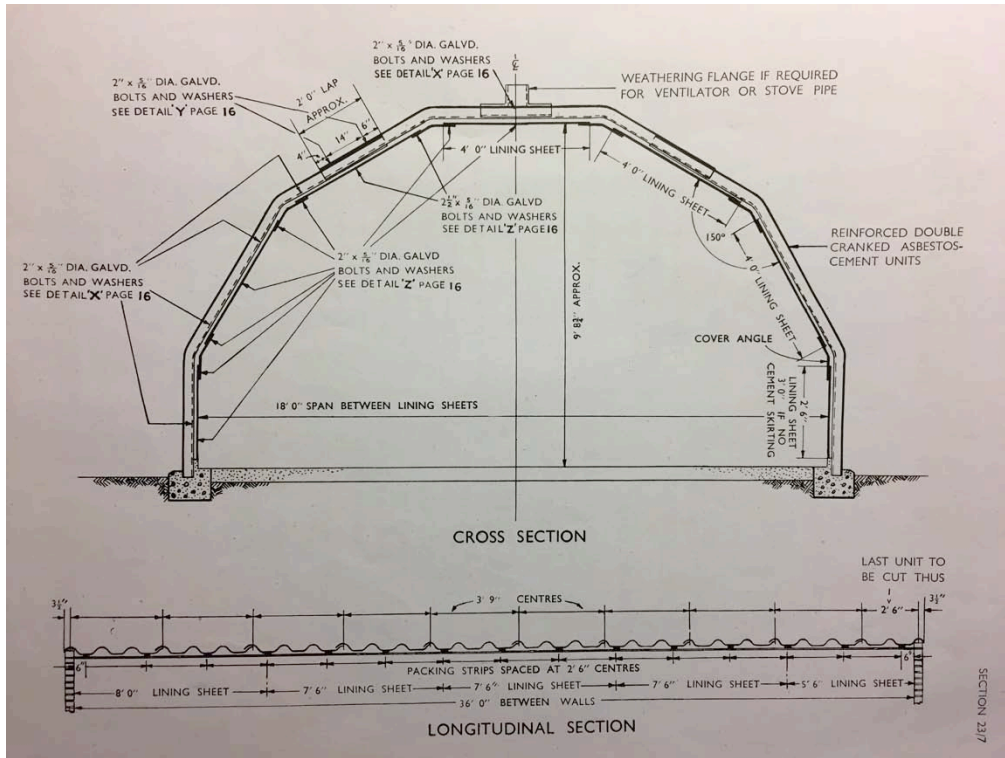 2" x 5/16" DIA. GALVD.
BOLTS AND WASHERS
SEE DETAIL 'X' PAGE 16
℄
WEATHERING FLANGE IF REQUIRED
FOR VENTILATOR OR STOVE PIPE
2" x 5/16" DIA. GALVD.
BOLTS AND WASHERS
SEE DETAIL 'Y' PAGE 16
2' 0" LAP
APPROX.
4"
14"
6"
4' 0" LINING SHEET
4' 0" LINING SHEET
2 1/2" x 5/16" DIA. GALVD
BOLTS AND WASHERS
SEE DETAIL 'Z' PAGE 16
150°
4' 0" LINING SHEET
REINFORCED DOUBLE
CRANKED ASBESTOS-
CEMENT UNITS
2" x 5/16" DIA. GALVD.
BOLTS AND WASHERS
SEE DETAIL 'X' PAGE 16
2" x 5/16" DIA. GALVD
BOLTS AND WASHERS
SEE DETAIL 'Z' PAGE 16
9' 8 3/4" APPROX.
COVER ANGLE
18' 0" SPAN BETWEEN LINING SHEETS
2' 6"
LINING SHEET
3' 0" IF NO
CEMENT SKIRTING
CROSS SECTION
LAST UNIT TO
BE CUT THUS
3 1/2"
3' 9" CENTRES
2' 6"
3 1/2"
6"
PACKING STRIPS SPACED AT 2' 6" CENTRES
6"
8' 0" LINING SHEET
7' 6" LINING SHEET
7' 6" LINING SHEET
7' 6" LINING SHEET
5' 6" LINING SHEET
36' 0" BETWEEN WALLS
LONGITUDINAL SECTION
SECTION 23/7